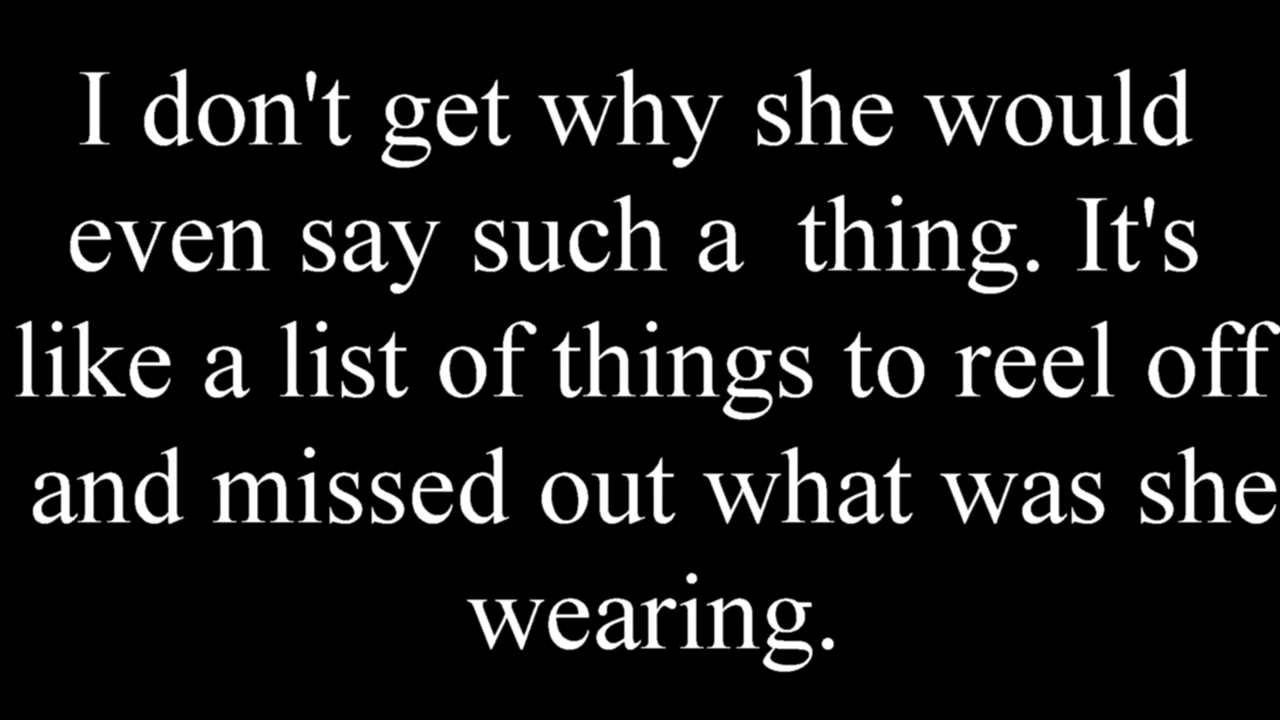 I don't get why she would
even say such a  thing. It's
like a list of things to reel off
and missed out what was she
wearing.